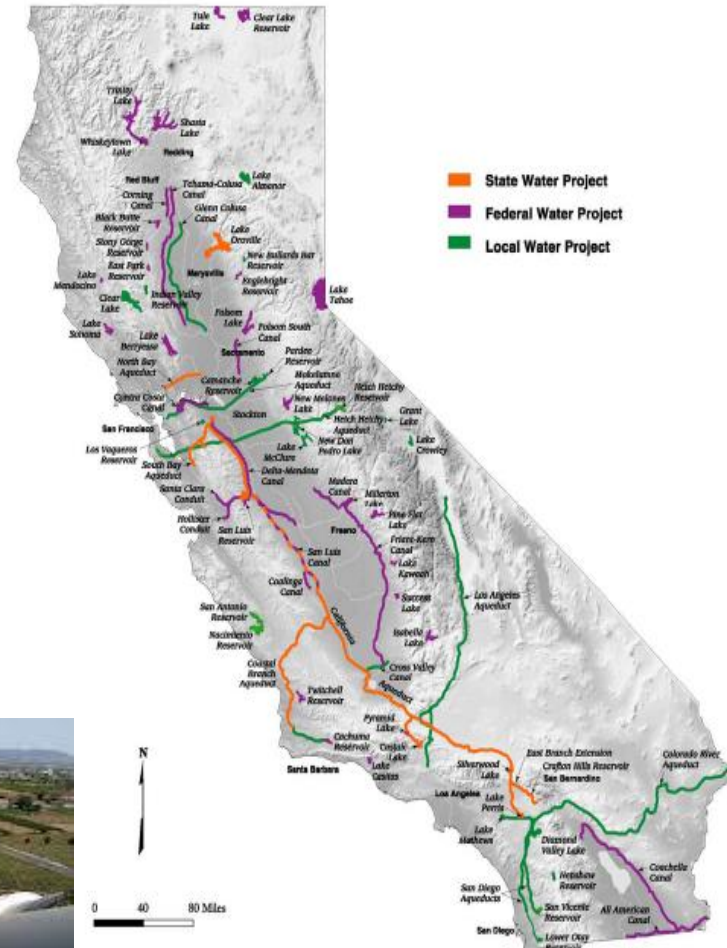 Tule
Lake
Clear Lake
Reservoir
Trinity
Lake
Shasta
Lake
Whiskeytown
Lake
Redding
State Water Project
Federal Water Project
Local Water Project
Red Bluff
Tehama-Colusa
Canal
Lake
Almanor
Corning
Canal
Glenn Colusa
Canal
Black Butte
Reservoir
Lake
Oroville
Stony Gorge
Reservoir
New Bullards Bar
Reservoir
East Park
Reservoir
Marysville
Englebright
Reservoir
Lake
Mendocino
Indian Valley
Reservoir
Clear
Lake
Lake
Tahoe
Lake
Sonoma
Lake
Berryessa
Folsom
Lake
Folsom South
Canal
Sacramento
North Bay
Aqueduct
Pardee
Reservoir
Camanche
Reservoir
Mokelumne
Aqueduct
Hetch Hetchy
Reservoir
Contra Costa
Canal
New Melones
Lake
Grant
Lake
San Francisco
Stockton
Hetch Hetchy
Aqueduct
Los Vaqueros
Reservoir
Lake
McClure
New Don
Pedro Lake
Lake
Crowley
South Bay
Aqueduct
Delta-Mendota
Canal
Santa Clara
Conduit
Madera
Canal
Millerton
Lake
Hollister
Conduit
San Luis
Reservoir
Pine Flat
Lake
Fresno
Friant-Kern
Canal
San Luis
Canal
Lake
Kaweah
Coalinga
Canal
Success
Lake
Los Angeles
Aqueduct
San Antonio
Reservoir
California
Nacimiento
Reservoir
Isabella
Lake
Coastal
Branch
Aqueduct
Cross Valley
Canal
Aqueduct
Twitchell
Reservoir
Pyramid
Lake
Cachuma
Reservoir
Castaic
Lake
N
Santa Barbara
Lake
Casitas
East Branch Extension
Crafton Hills Reservoir
Silverwood
Lake
San Bernardino
Colorado River
Aqueduct
Los Angeles
Lake
Perris
Lake
Mathews
Diamond
Valley Lake
Coachella
Canal
Henshaw
Reservoir
San Diego
Aqueducts
San Vicente
Reservoir
All American
Canal
San Diego
Lower Otay
0 40 80 Miles